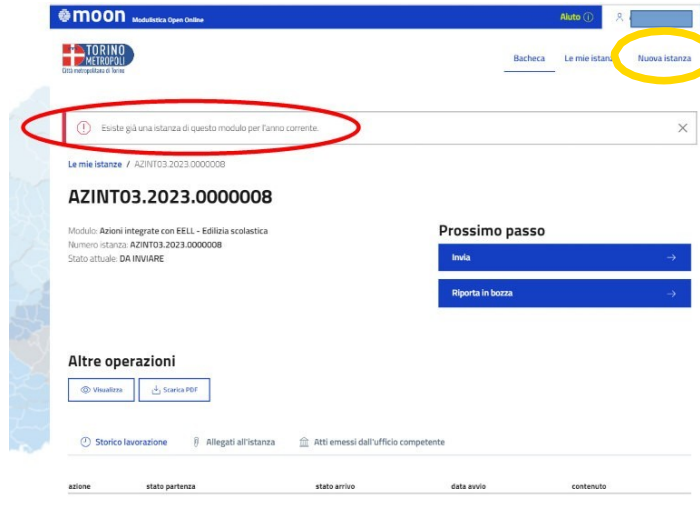 moon Modulistica Open Online
Aiuto
TORINO
METROPOLI
Città metropolitana di Torino
Bacheca
Le mie istanze
Nuova istanza
Esiste già una istanza di questo modulo per l'anno corrente.
Le mie istanze / AZINT03.2023.0000008
AZINT03.2023.0000008
Modulo: Azioni integrate con EELL - Edilizia scolastica
Numero istanza: AZINT03.2023.0000008
Stato attuale: DA INVIARE
Prossimo passo
Invia
Riporta in bozza
Altre operazioni
Visualizza
Scarica PDF
Storico lavorazione
Allegati all'istanza
Atti emessi dall'ufficio competente
azione stato partenza stato arrivo data avvio contenuto